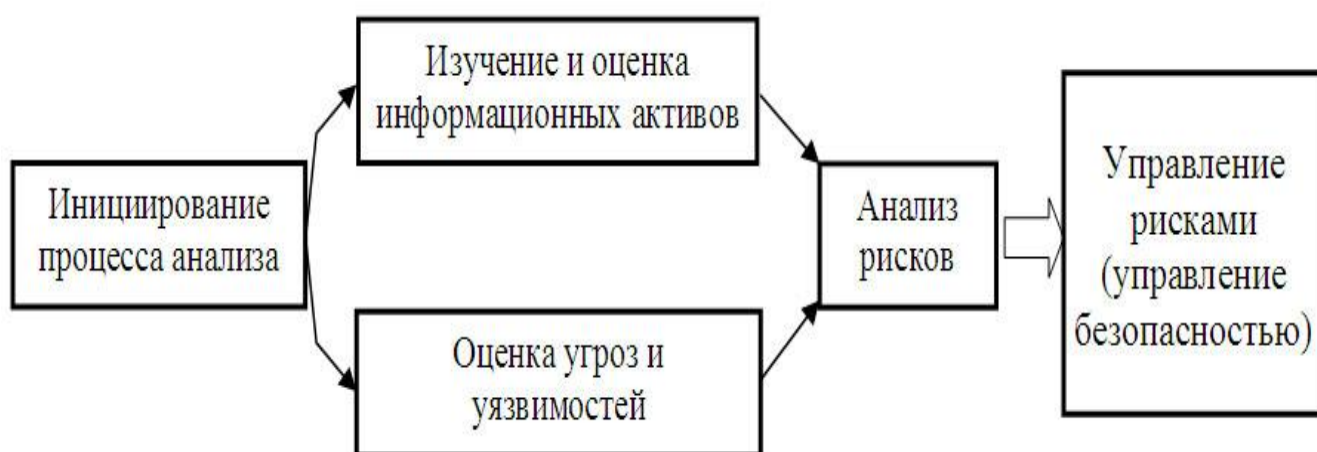 Инициирование
процесса анализа
Изучение и оценка
информационных активов
Оценка угроз и
уязвимостей
Анализ
рисков
Управление
рисками
(управление
безопасностью)